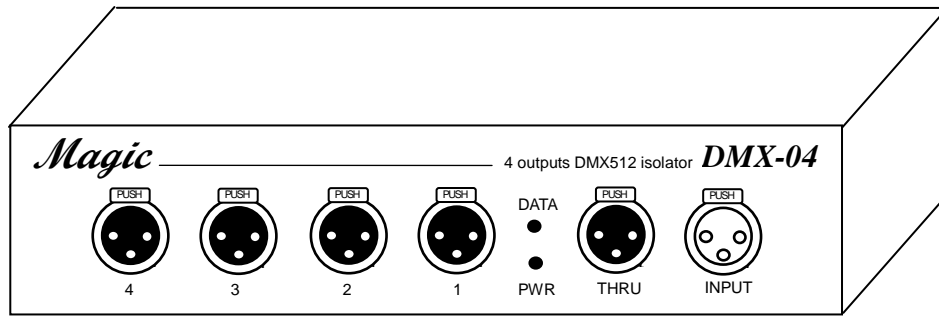 Magic 4 outputs DMX512 isolator DMX-04
PUSH PUSH PUSH PUSH PUSH PUSH
DATA
4 3 2 1 PWR THRU INPUT